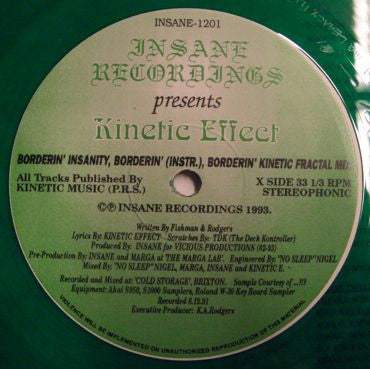 INSANE-1201
INSANE
RECORDINGS
presents
Kinetic Effect
BORDERIN' INSANITY, BORDERIN' (INSTR.), BORDERIN' KINETIC FRACTAL MIX
All Tracks Published By
KINETIC MUSIC (P.R.S.)
X SIDE 33 1/3 RPM
STEREOPHONIC
©Ⓟ INSANE RECORDINGS 1993.
Written By Fishman & Rodgers
Lyrics By: KINETIC EFFECT Scratches By: TDK (The Deck Kontroller)
Produced By: INSANE for VICIOUS PRODUCTIONS
Pre-Production By: INSANE and MARGA at 'THE MARGA LAB'. Engineered By: "NO SLEEP" NIGEL
Mixed By: "NO SLEEP" NIGEL, MARGA, INSANE and KINETIC E.
Recorded and Mixed at: 'COLD STORAGE', BRIXTON. Sample Courtesy of
Equipment: Akai S950, S1000 Samplers, Roland W-30 Key Board Sampler
Recorded 8.12.91
Executive Producer: K.A.Rodgers
VIOLENCE WILL BE IMPLEMENTED ON UNAUTHORIZED REPRODUCTION OF THIS MATERIAL